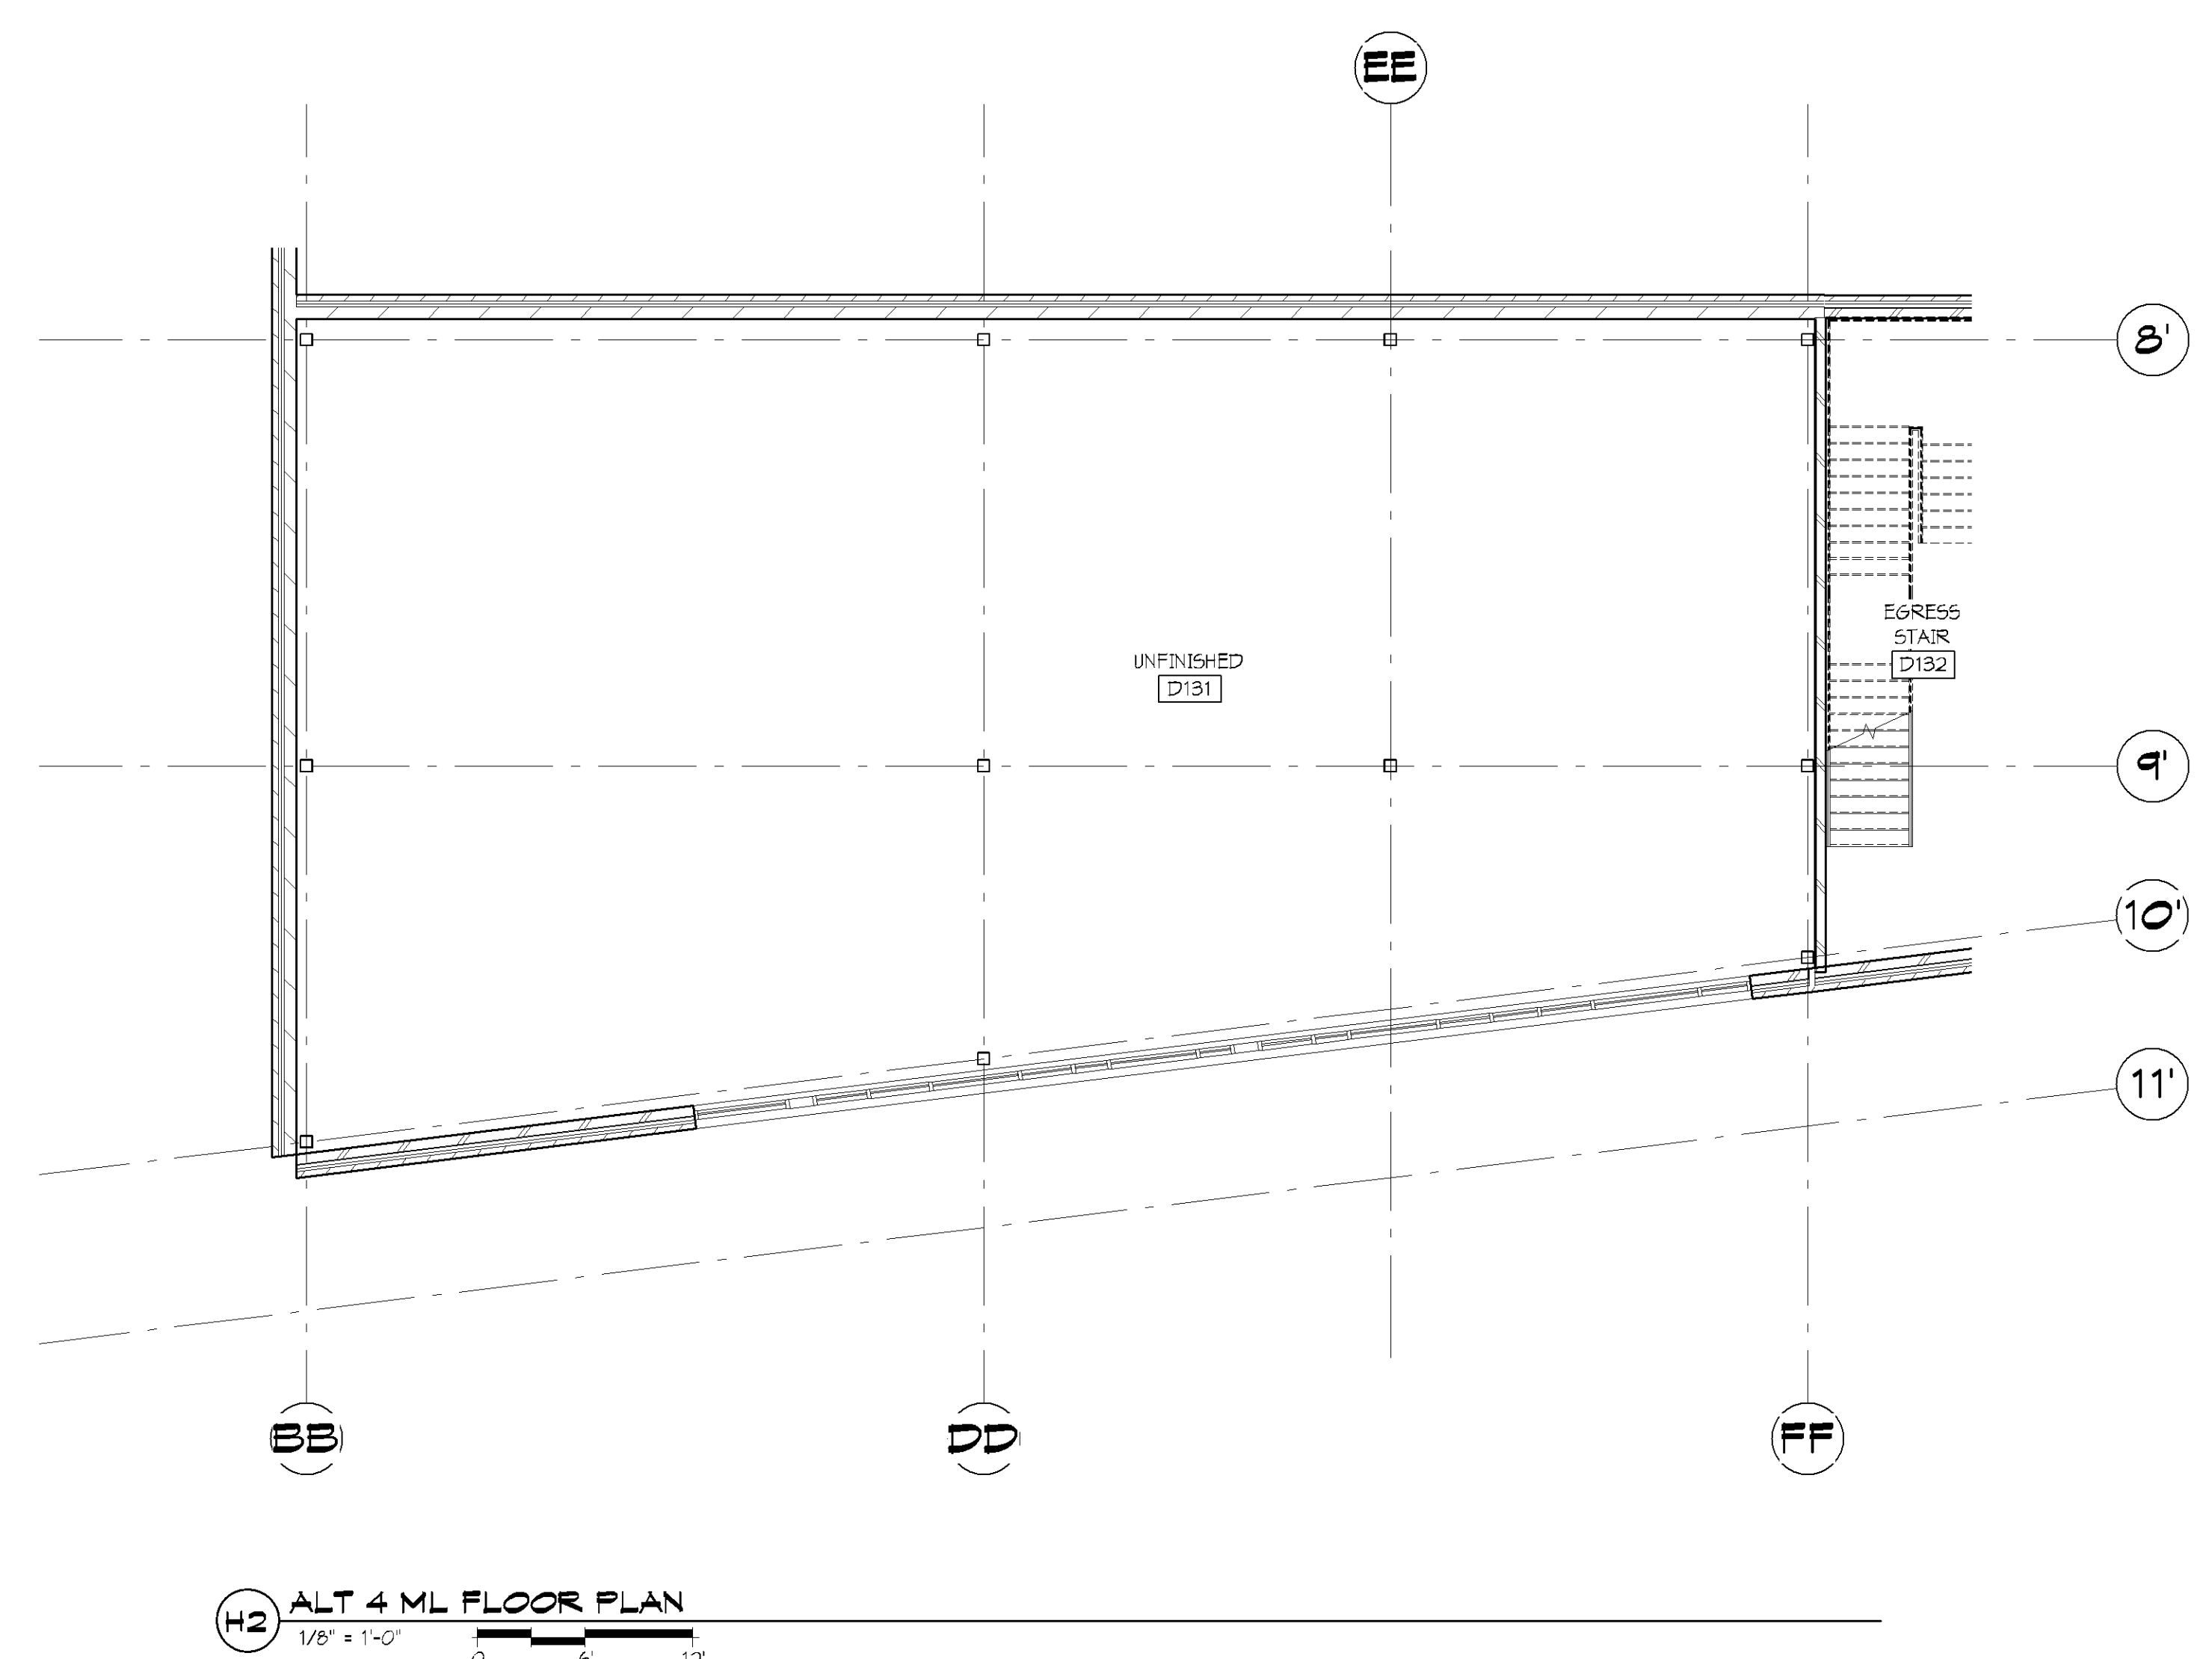 EE
8'
UNFINISHED
D131
EGRESS
STAIR
D132
9'
10'
11'
BB
DD
FF
H2
ALT 4 ML FLOOR PLAN
1/8" = 1'-0"
0 6' 12'